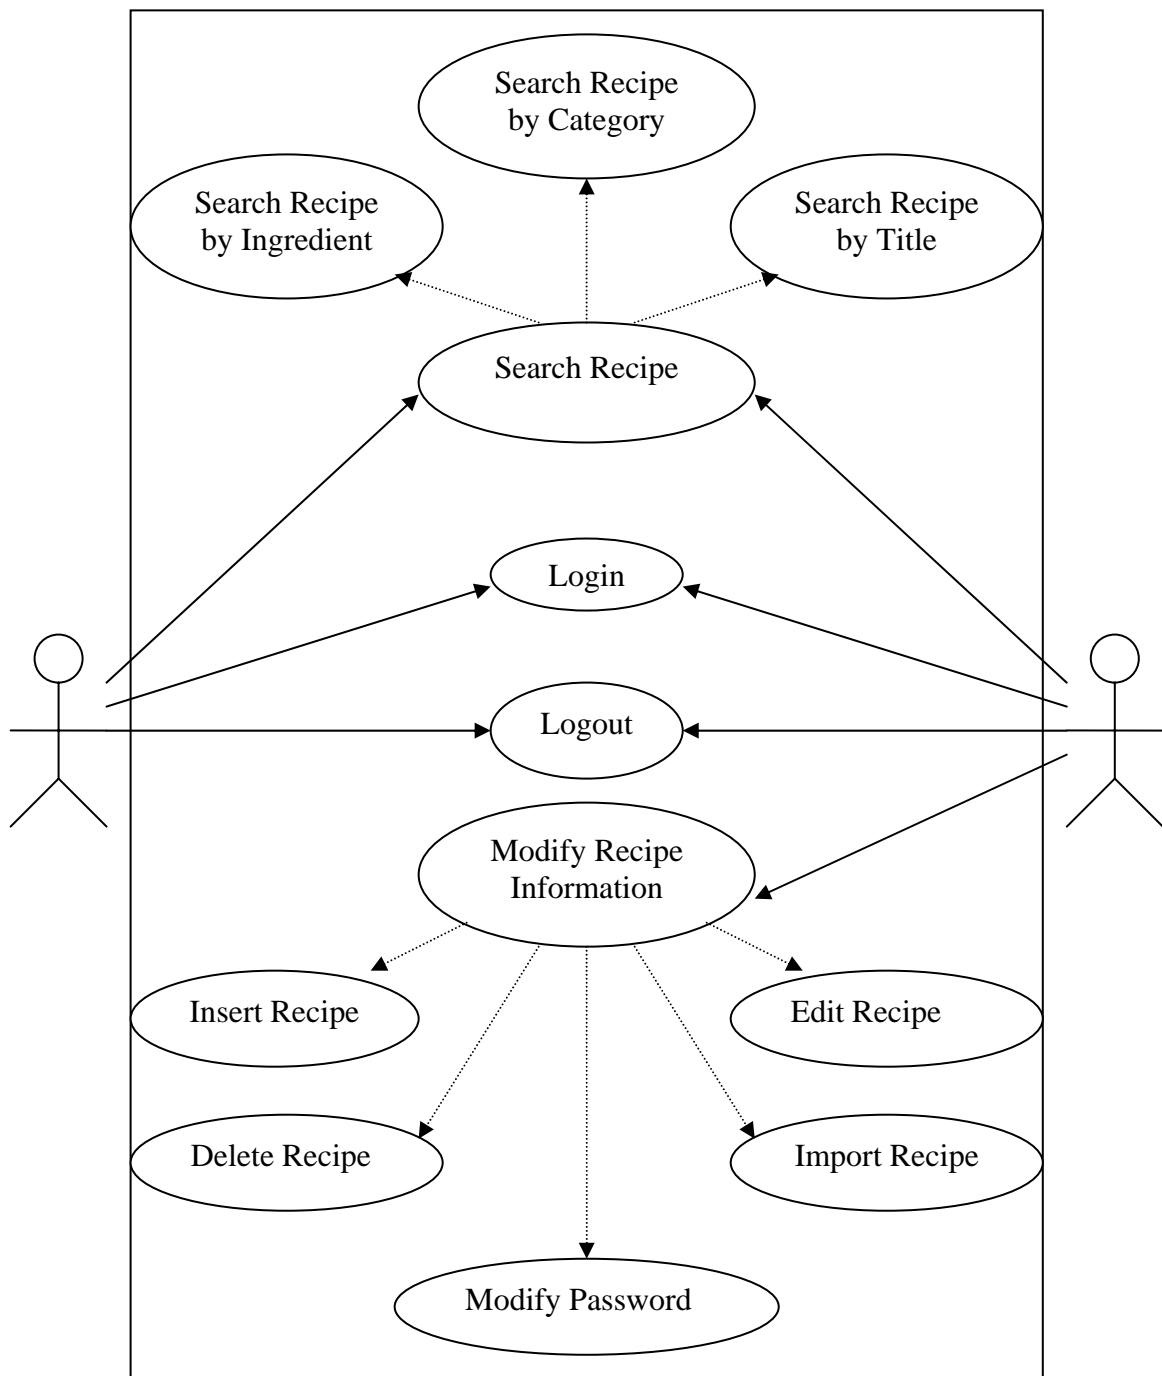 Search Recipe
by Category
Search Recipe
by Ingredient
Search Recipe
by Title
Search Recipe
Login
Logout
Modify Recipe
Information
Insert Recipe
Edit Recipe
Delete Recipe
Import Recipe
Modify Password